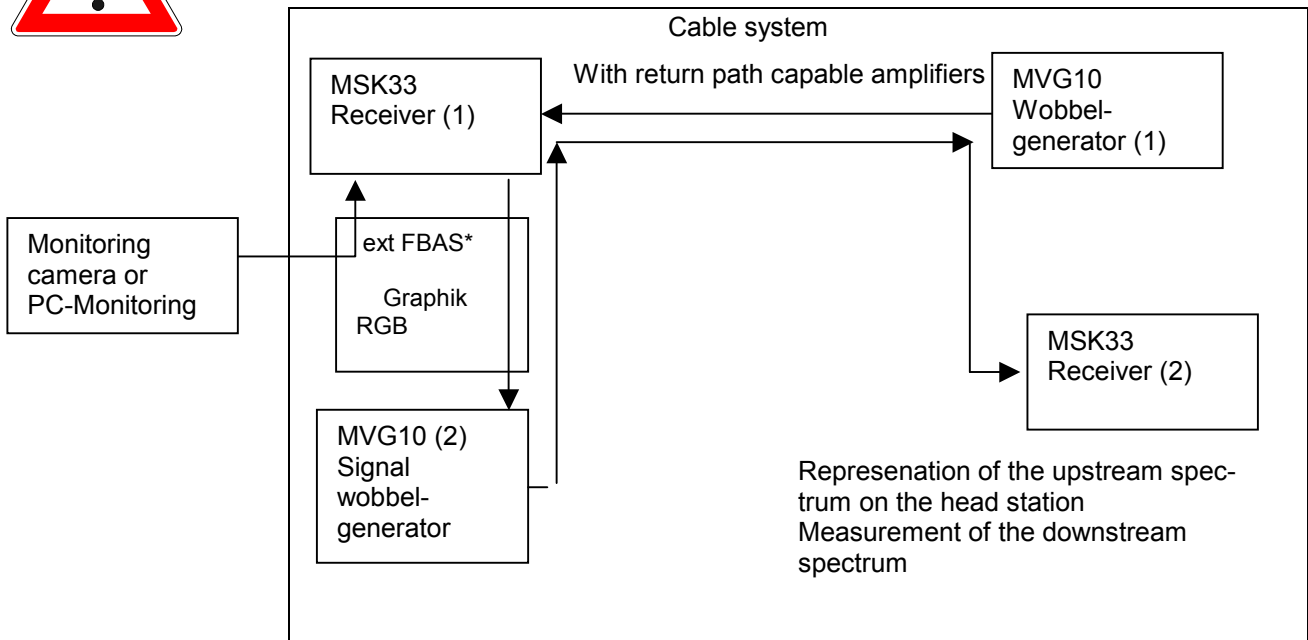 Cable system
MSK33
Receiver (1)
With return path capable amplifiers
MVG10
Wobbel-
generator (1)
Monitoring
camera or
PC-Monitoring
ext FBAS*
Graphik
RGB
MSK33
Receiver (2)
MVG10 (2)
Signal
wobbel-
generator
Represenation of the upstream spec-
trum on the head station
Measurement of the downstream
spectrum